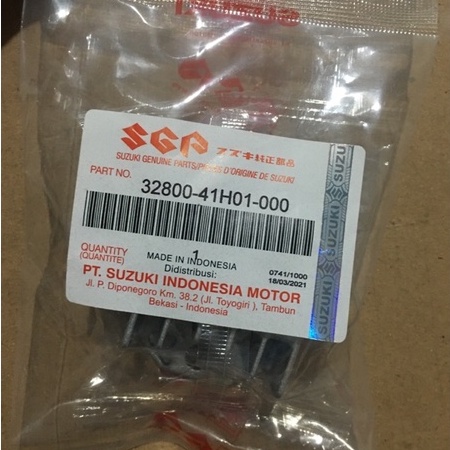 SGP スズキ純正部品
SUZUKI GENUINE PARTS/PIECES D'ORIGINE DE SUZUKI
PART NO. 32800-41H01-000
QUANTITY 1
(QUANTITE)
MADE IN INDONESIA
0741/1000
Didistribusi:
18/03/2021
PT. SUZUKI INDONESIA MOTOR
Jl. P. Diponegoro Km. 38.2 (Jl. Toyogiri ), Tambun
Bekasi - Indonesia
SUZUKI
SUZUKI
SUZUKI